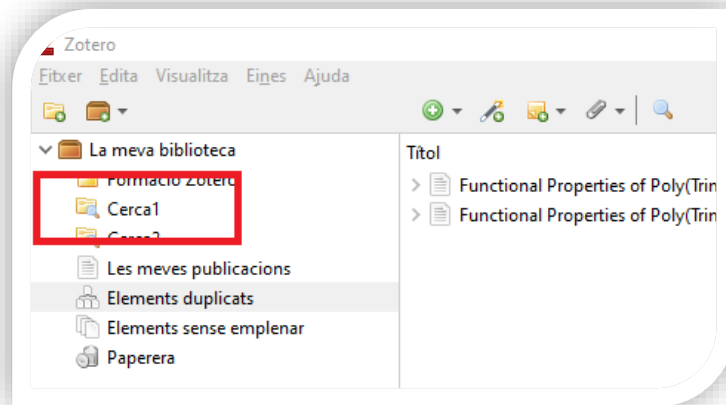 Zotero
Fitxer Edita Visualitza Eines Ajuda
La meva biblioteca
Formació Zotero
Cerca1
Cerca2
Les meves publicacions
Elements duplicats
Elements sense emplenar
Paperera
Títol
Functional Properties of Poly(Trin
Functional Properties of Poly(Trin